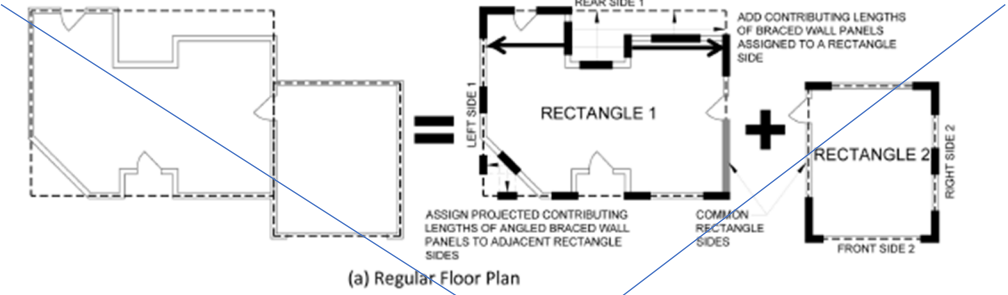 REAR SIDE 1
ADD CONTRIBUTING LENGTHS
OF BRACED WALL PANELS
ASSIGNED TO A RECTANGLE
SIDE
LEFT SIDE 1
RECTANGLE 1
RECTANGLE 2
RIGHT SIDE 2
ASSIGN PROJECTED CONTRIBUTING
LENGTHS OF ANGLED BRACED WALL
PANELS TO ADJACENT RECTANGLE
SIDES
COMMON
RECTANGLE
SIDES
FRONT SIDE 2
(a) Regular Floor Plan